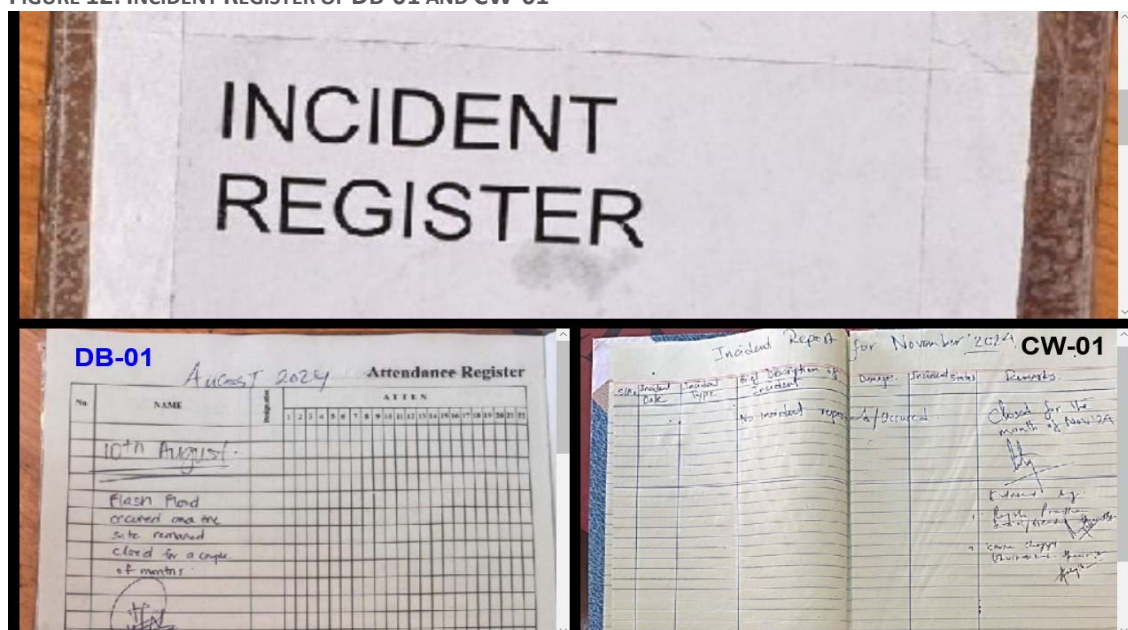 FIGURE 12: INCIDENT REGISTER OF DB-01 AND CW-01
INCIDENT
REGISTER
DB-01
August 2024
Attendance Register
No.
NAME
Designation
ATTEN
1 2 3 4 5 6 7 8 9 10 11 12 13 14 15 16 17 18 19 20 21 22
10th August.
Flash Flood
occured and the
site remained
closed for a couple
of months.
CW-01
Incident Report for November '2024
Incident Date
Incident Type
Brief Description of Incident
Damages
Incident Status
Remarks
No incident reported/Occured
Closed for the
month of Nov'24